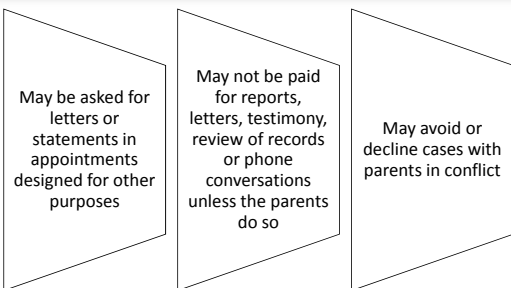 May be asked for
letters or
statements in
appointments
designed for other
purposes
May not be paid
for reports,
letters, testimony,
review of records
or phone
conversations
unless the parents
do so
May avoid or
decline cases with
parents in conflict